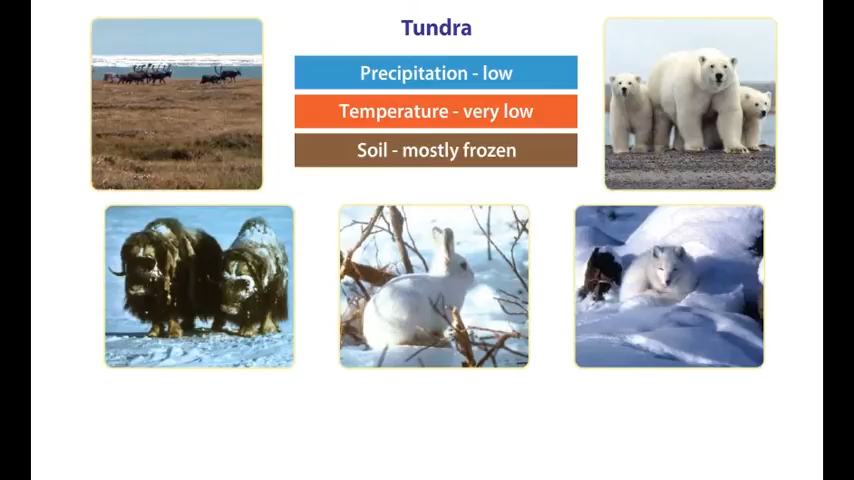 Tundra
Precipitation - low
Temperature - very low
Soil - mostly frozen